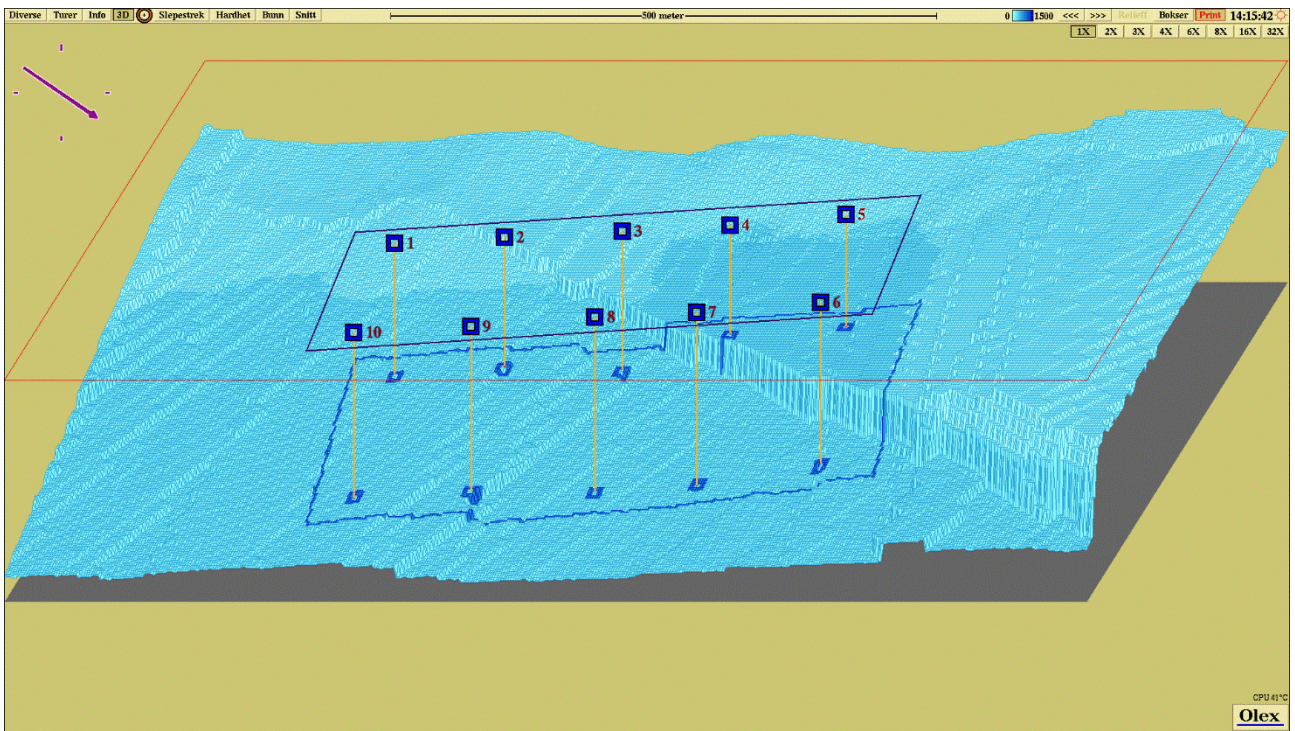 Diverse Turer Info 3D Slepestrek Hardhet Bunn Snitt 500 meter 0 1500 <<< >>> Relieff Bokser Print 14:15:42
1X 2X 3X 4X 6X 8X 16X 32X
1 2 3 4 5
10 9 8 7 6
CPU 41°C
Olex